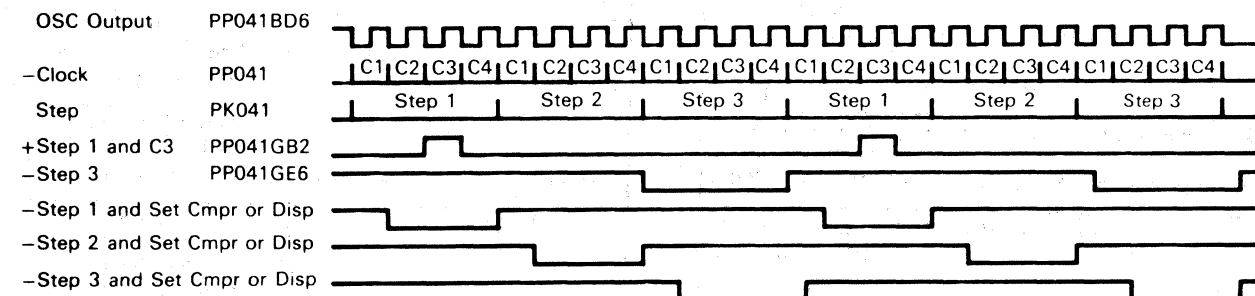 OSC Output PP041BD6
–Clock PP041 C1 C2 C3 C4 C1 C2 C3 C4 C1 C2 C3 C4 C1 C2 C3 C4 C1 C2 C3 C4 C1 C2 C3 C4
Step PK041 Step 1 Step 2 Step 3 Step 1 Step 2 Step 3
+Step 1 and C3 PP041GB2
–Step 3 PP041GE6
–Step 1 and Set Cmpr or Disp
–Step 2 and Set Cmpr or Disp
–Step 3 and Set Cmpr or Disp